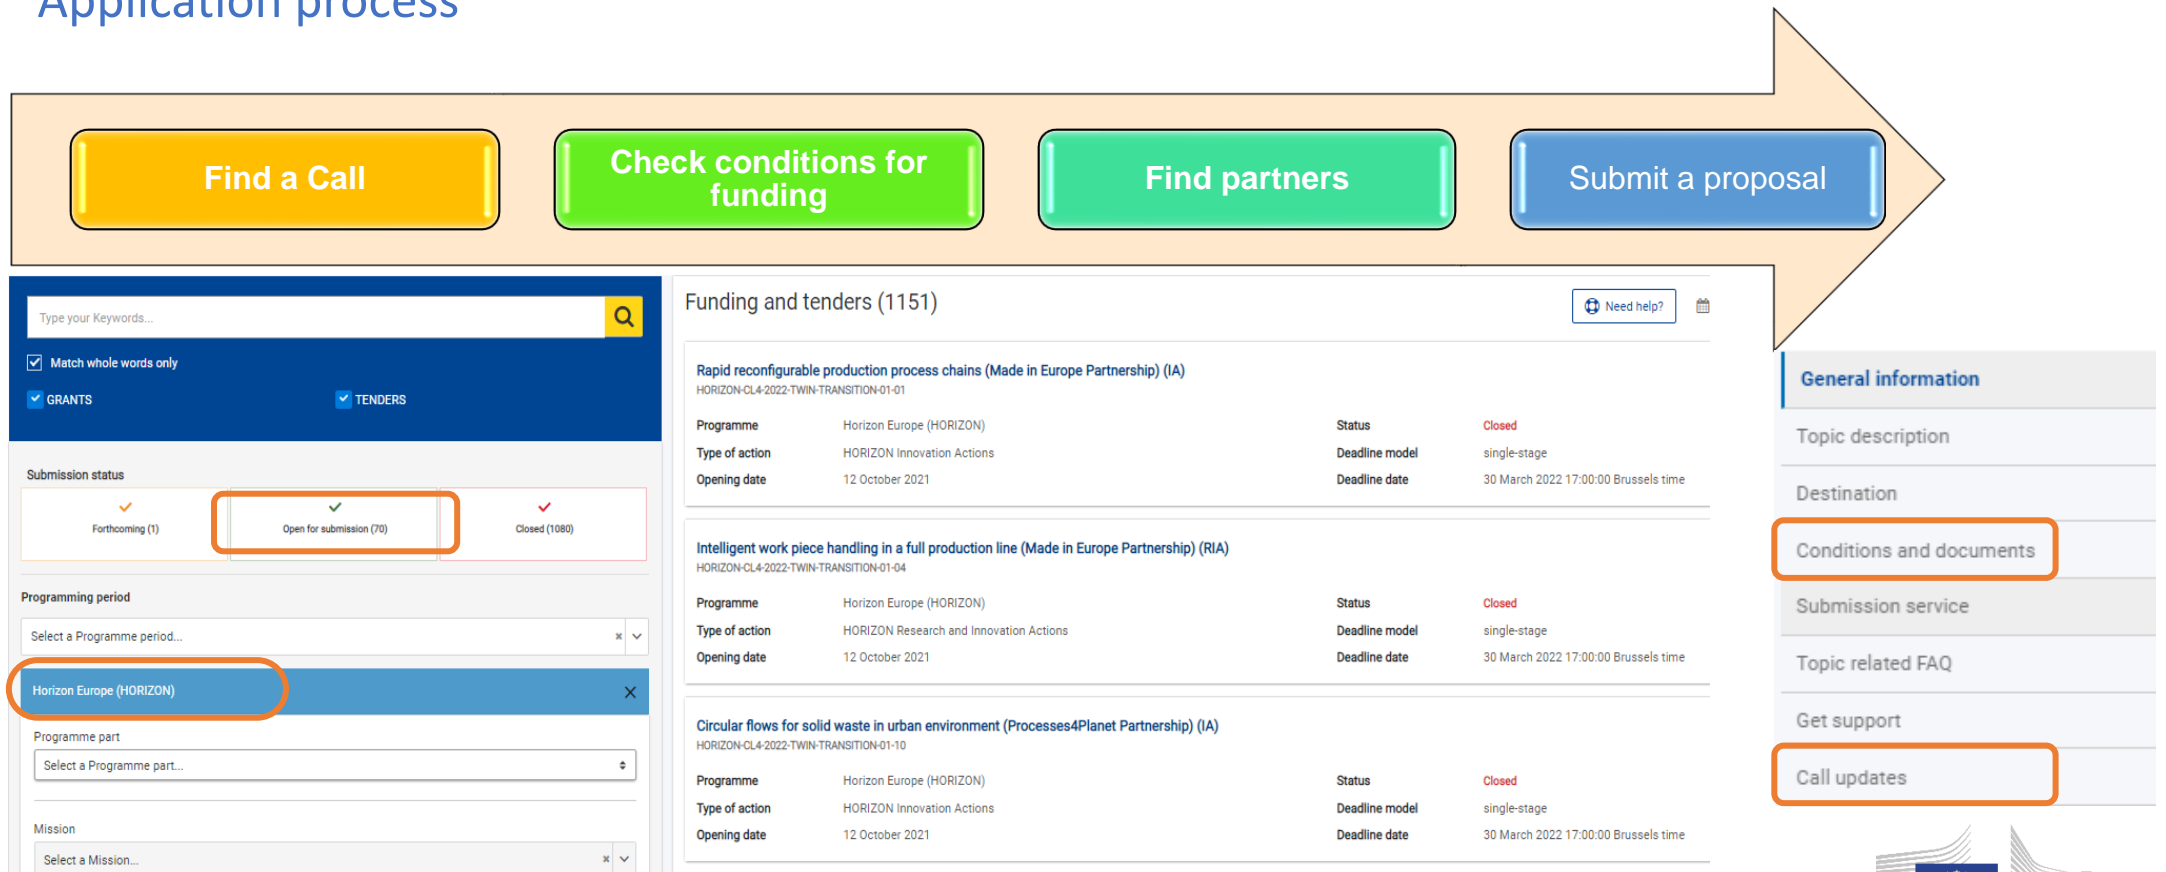 Application process
Find a Call
Check conditions for
funding
Find partners
Submit a proposal
Type your Keywords...
Match whole words only
GRANTS
TENDERS
Submission status
Forthcoming (1)
Open for submission (70)
Closed (1080)
Programming period
Select a Programme period...
Horizon Europe (HORIZON)
Programme part
Select a Programme part...
Mission
Select a Mission...
Funding and tenders (1151)
Need help?
Rapid reconfigurable production process chains (Made in Europe Partnership) (IA)
HORIZON-CL4-2022-TWIN-TRANSITION-01-01
Programme Horizon Europe (HORIZON) Status Closed
Type of action HORIZON Innovation Actions Deadline model single-stage
Opening date 12 October 2021 Deadline date 30 March 2022 17:00:00 Brussels time
Intelligent work piece handling in a full production line (Made in Europe Partnership) (RIA)
HORIZON-CL4-2022-TWIN-TRANSITION-01-04
Programme Horizon Europe (HORIZON) Status Closed
Type of action HORIZON Research and Innovation Actions Deadline model single-stage
Opening date 12 October 2021 Deadline date 30 March 2022 17:00:00 Brussels time
Circular flows for solid waste in urban environment (Processes4Planet Partnership) (IA)
HORIZON-CL4-2022-TWIN-TRANSITION-01-10
Programme Horizon Europe (HORIZON) Status Closed
Type of action HORIZON Innovation Actions Deadline model single-stage
Opening date 12 October 2021 Deadline date 30 March 2022 17:00:00 Brussels time
General information
Topic description
Destination
Conditions and documents
Submission service
Topic related FAQ
Get support
Call updates